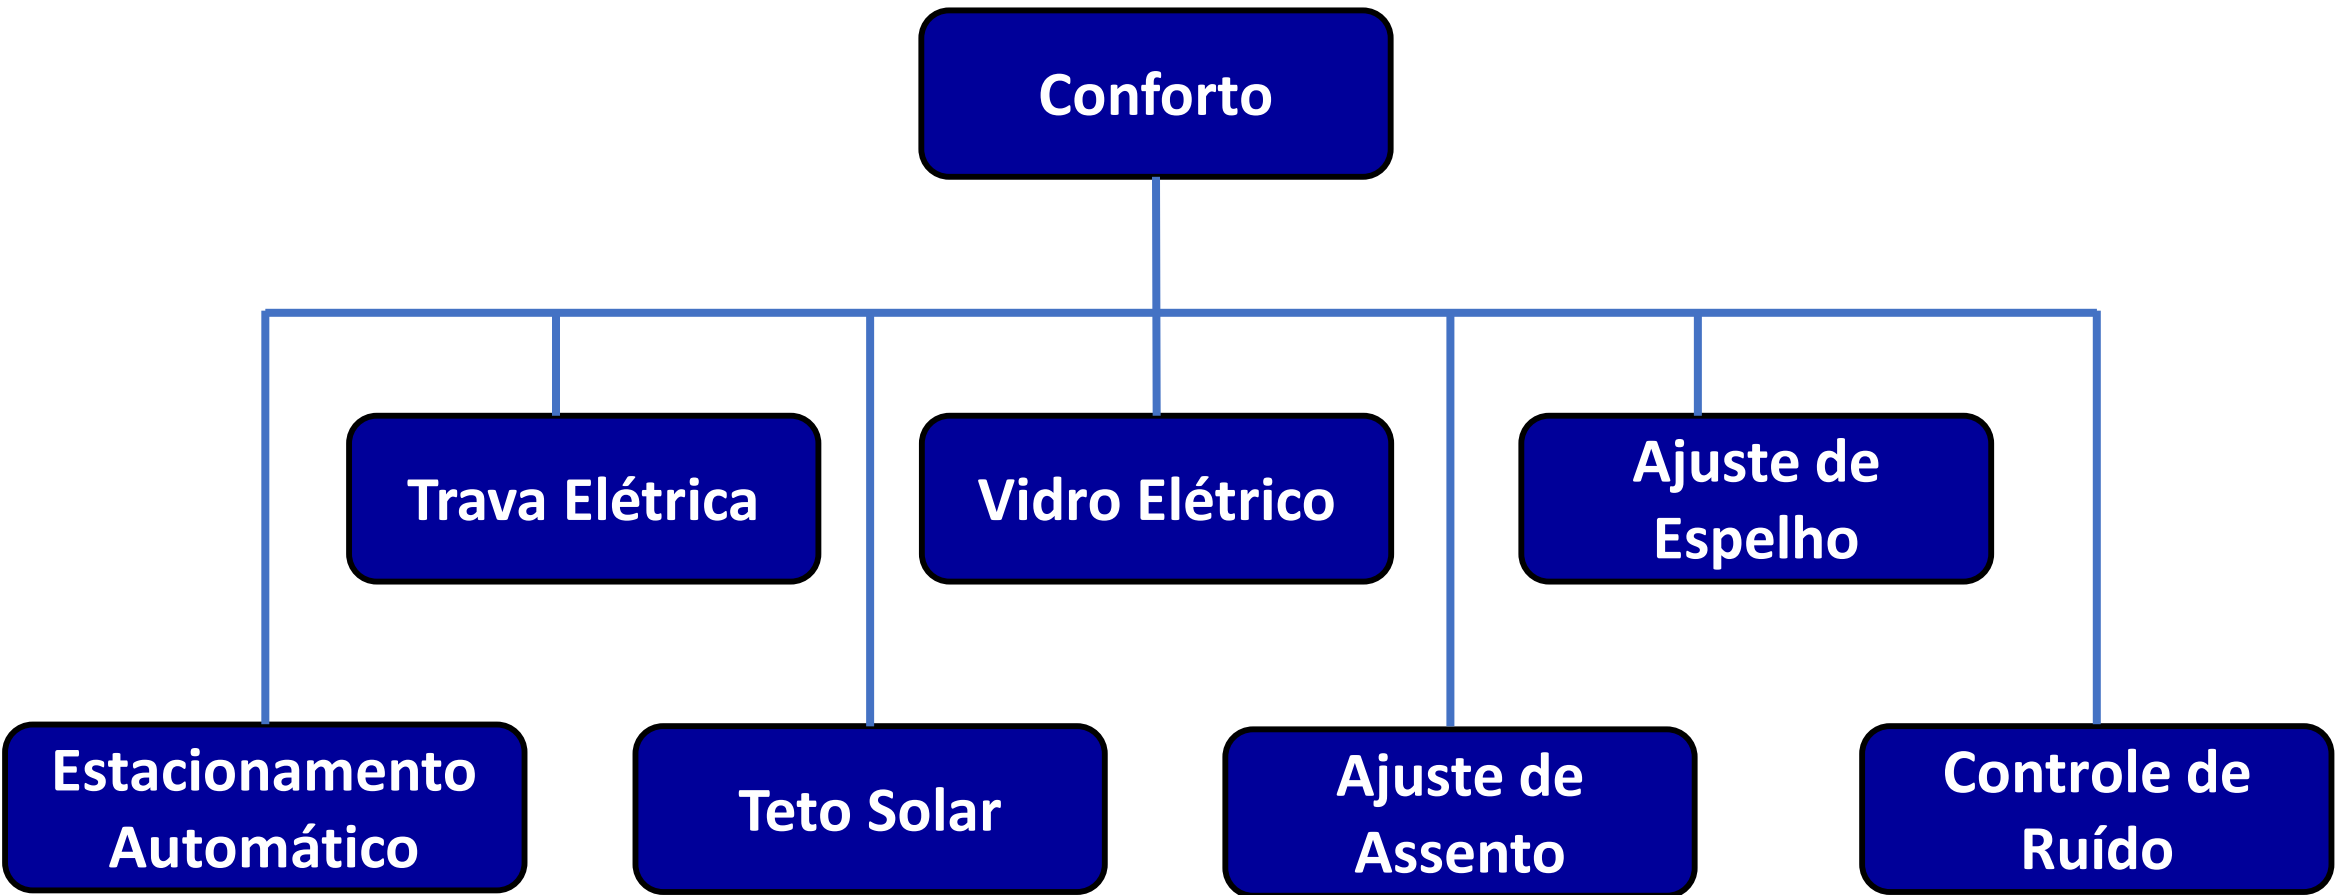 Conforto
Trava Elétrica
Vidro Elétrico
Ajuste de
Espelho
Estacionamento
Automático
Teto Solar
Ajuste de
Assento
Controle de
Ruído